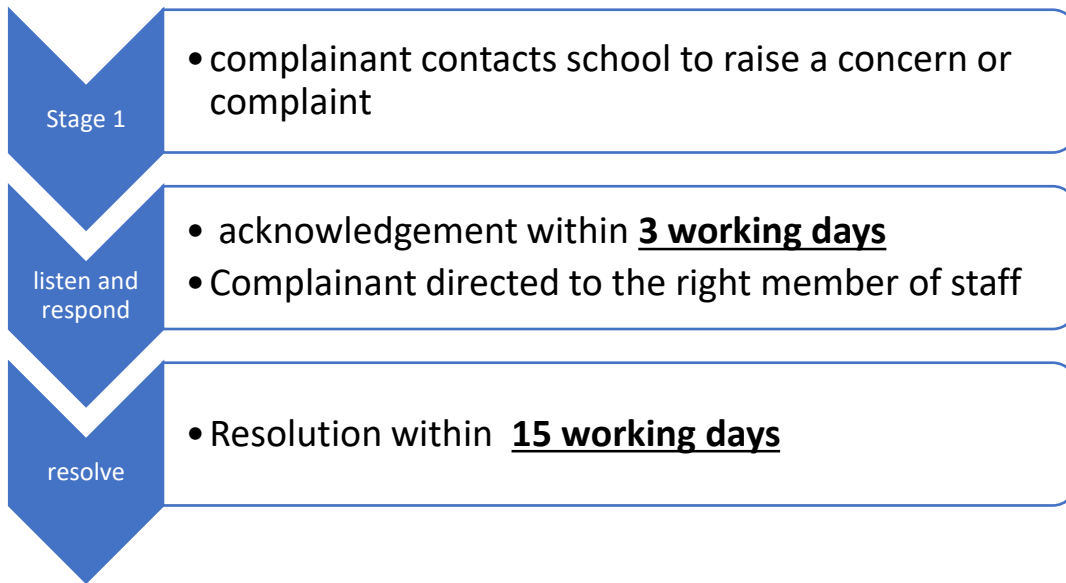 Stage 1
•complainant contacts school to raise a concern or
complaint
listen and
respond
• acknowledgement within 3 working days
•Complainant directed to the right member of staff
resolve
•Resolution within 15 working days